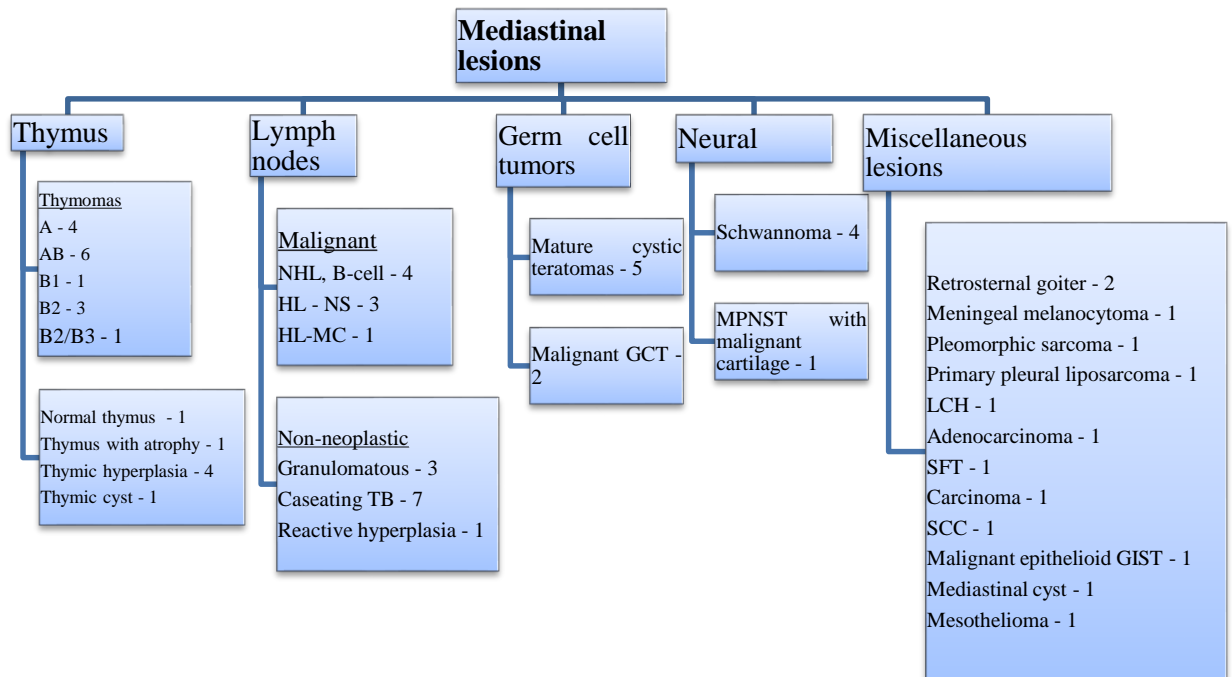 Mediastinal
lesions
Thymus
Thymomas
A - 4
AB - 6
B1 - 1
B2 - 3
B2/B3 - 1
Normal thymus - 1
Thymus with atrophy - 1
Thymic hyperplasia - 4
Thymic cyst - 1
Lymph
nodes
Malignant
NHL, B-cell - 4
HL - NS - 3
HL-MC - 1
Non-neoplastic
Granulomatous - 3
Caseating TB - 7
Reactive hyperplasia - 1
Germ cell
tumors
Mature cystic
teratomas - 5
Malignant GCT -
2
Neural
Schwannoma - 4
MPNST with
malignant
cartilage - 1
Miscellaneous
lesions
Retrosternal goiter - 2
Meningeal melanocytoma - 1
Pleomorphic sarcoma - 1
Primary pleural liposarcoma - 1
LCH - 1
Adenocarcinoma - 1
SFT - 1
Carcinoma - 1
SCC - 1
Malignant epithelioid GIST - 1
Mediastinal cyst - 1
Mesothelioma - 1